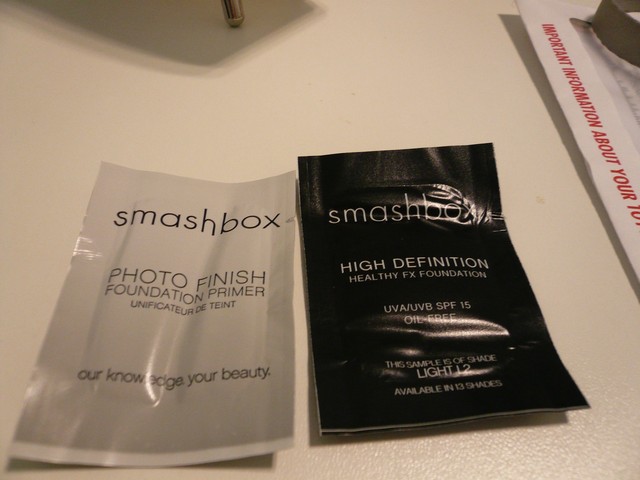 smashbox
PHOTO FINISH
FOUNDATION PRIMER
UNIFICATEUR DE TEINT
our knowledge. your beauty.
smashbox
HIGH DEFINITION
HEALTHY FX FOUNDATION
UVA/UVB SPF 15
OIL-FREE
THIS SAMPLE IS OF SHADE
LIGHT L2
AVAILABLE IN 13 SHADES
IMPORTANT INFORMATION ABOUT YOUR